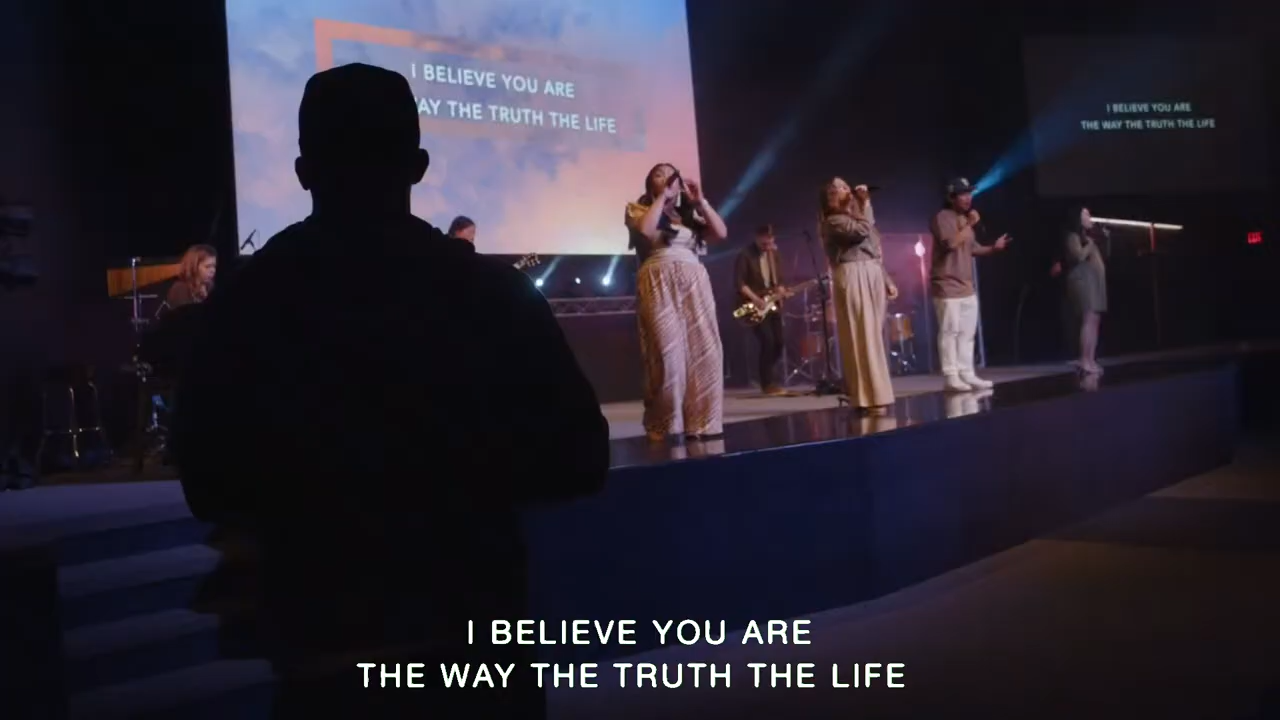 I BELIEVE YOU ARE
AY THE TRUTH THE LIFE
I BELIEVE YOU ARE
THE WAY THE TRUTH THE LIFE
I BELIEVE YOU ARE
THE WAY THE TRUTH THE LIFE